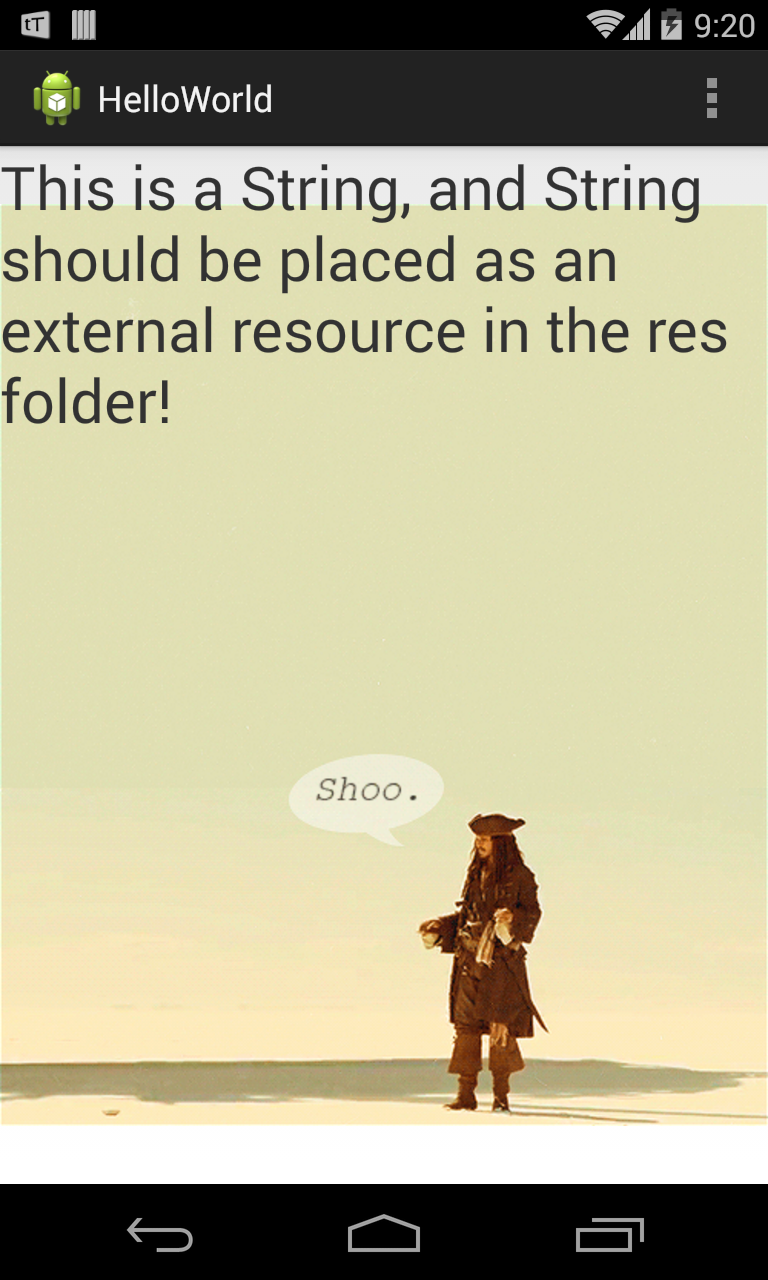 tT 9:20
HelloWorld
This is a String, and String
should be placed as an
external resource in the res
folder!
Shoo.